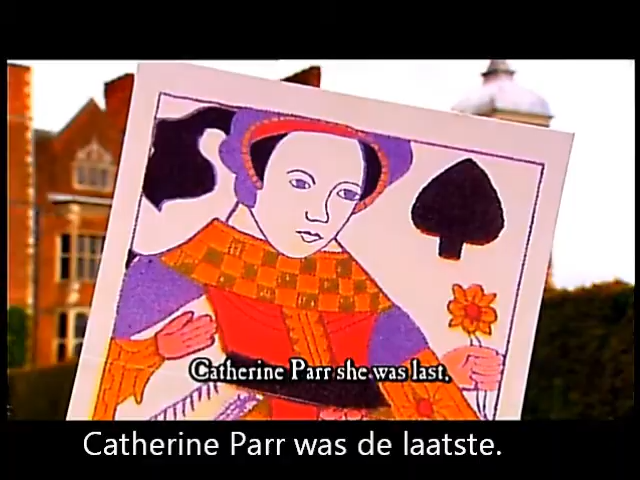 Catherine Parr she was last,
Catherine Parr was de laatste.